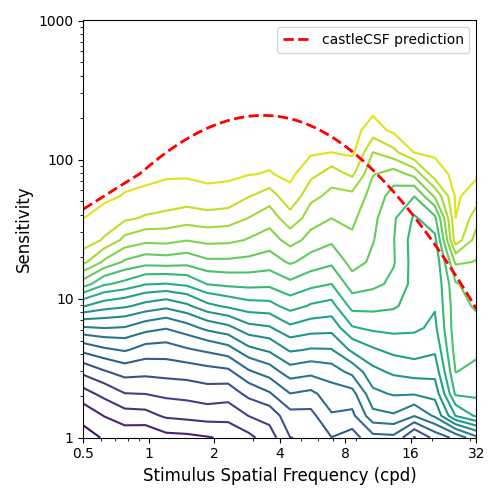 1000
castleCSF prediction
100
10
1
Sensitivity
0.5 1 2 4 8 16 32
Stimulus Spatial Frequency (cpd)